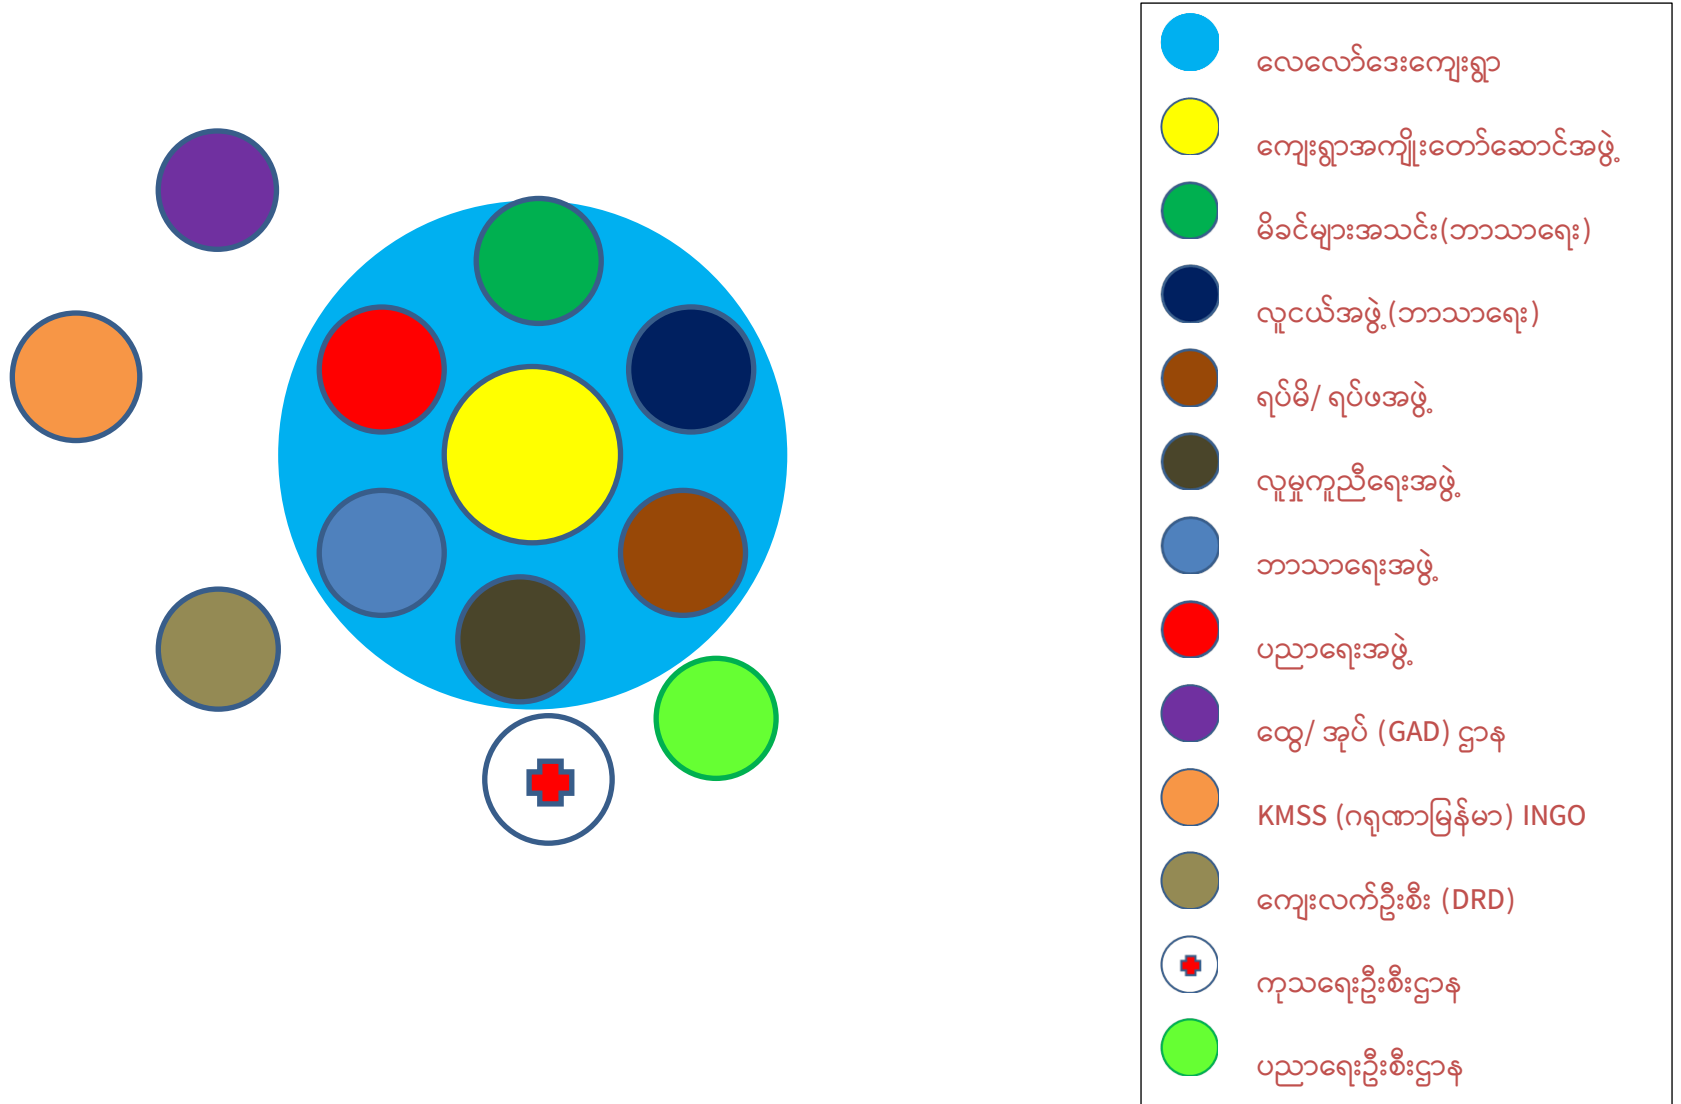 လေလော်ဒေးကျေးရွာ
ကျေးရွာအကျိုးတော်ဆောင်အဖွဲ့
မိခင်များအသင်း(ဘာသာရေး)
လူငယ်အဖွဲ့(ဘာသာရေး)
ရပ်မိ/ ရပ်ဖအဖွဲ့
လူမှုကူညီရေးအဖွဲ့
ဘာသာရေးအဖွဲ့
ပညာရေးအဖွဲ့
ထွေ/ အုပ် (GAD) ဌာန
KMSS (ဂရုဏာမြန်မာ) INGO
ကျေးလက်ဦးစီး (DRD)
ကုသရေးဦးစီးဌာန
ပညာရေးဦးစီးဌာန